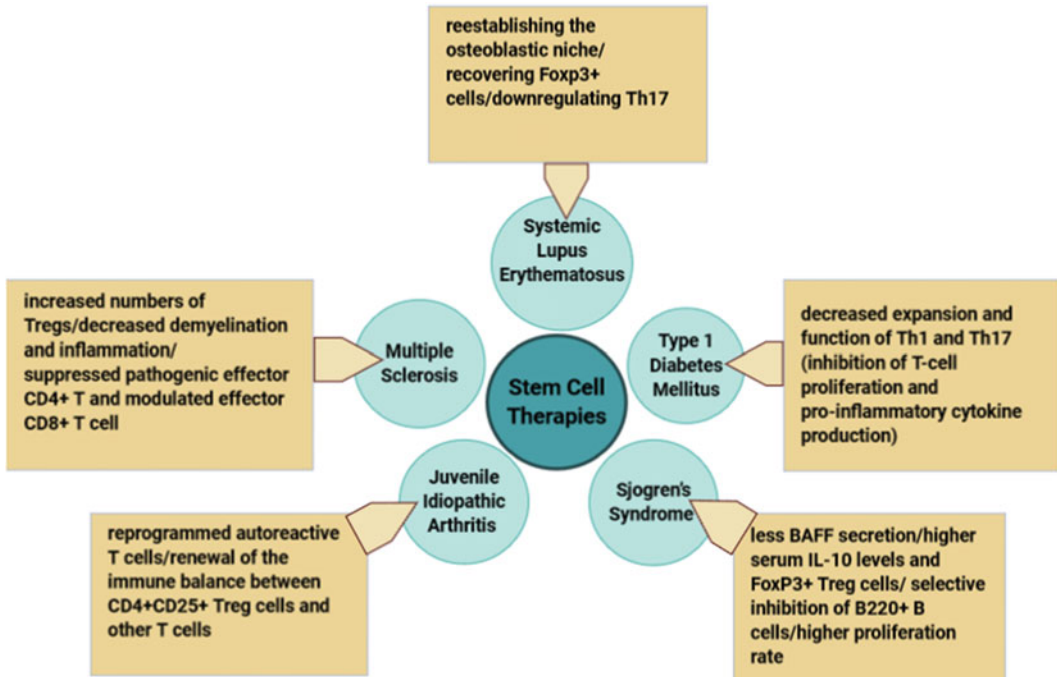 reestablishing the
osteoblastic niche/
recovering Foxp3+
cells/downregulating Th17
Systemic
Lupus
Erythematosus
increased numbers of
Tregs/decreased demyelination
and inflammation/
suppressed pathogenic effector
CD4+ T and modulated effector
CD8+ T cell
Multiple
Sclerosis
Stem Cell
Therapies
Type 1
Diabetes
Mellitus
decreased expansion and
function of Th1 and Th17
(inhibition of T-cell
proliferation and
pro-inflammatory cytokine
production)
Juvenile
Idiopathic
Arthritis
reprogrammed autoreactive
T cells/renewal of the
immune balance between
CD4+CD25+ Treg cells and
other T cells
Sjogren's
Syndrome
less BAFF secretion/higher
serum IL-10 levels and
FoxP3+ Treg cells/ selective
inhibition of B220+ B
cells/higher proliferation
rate